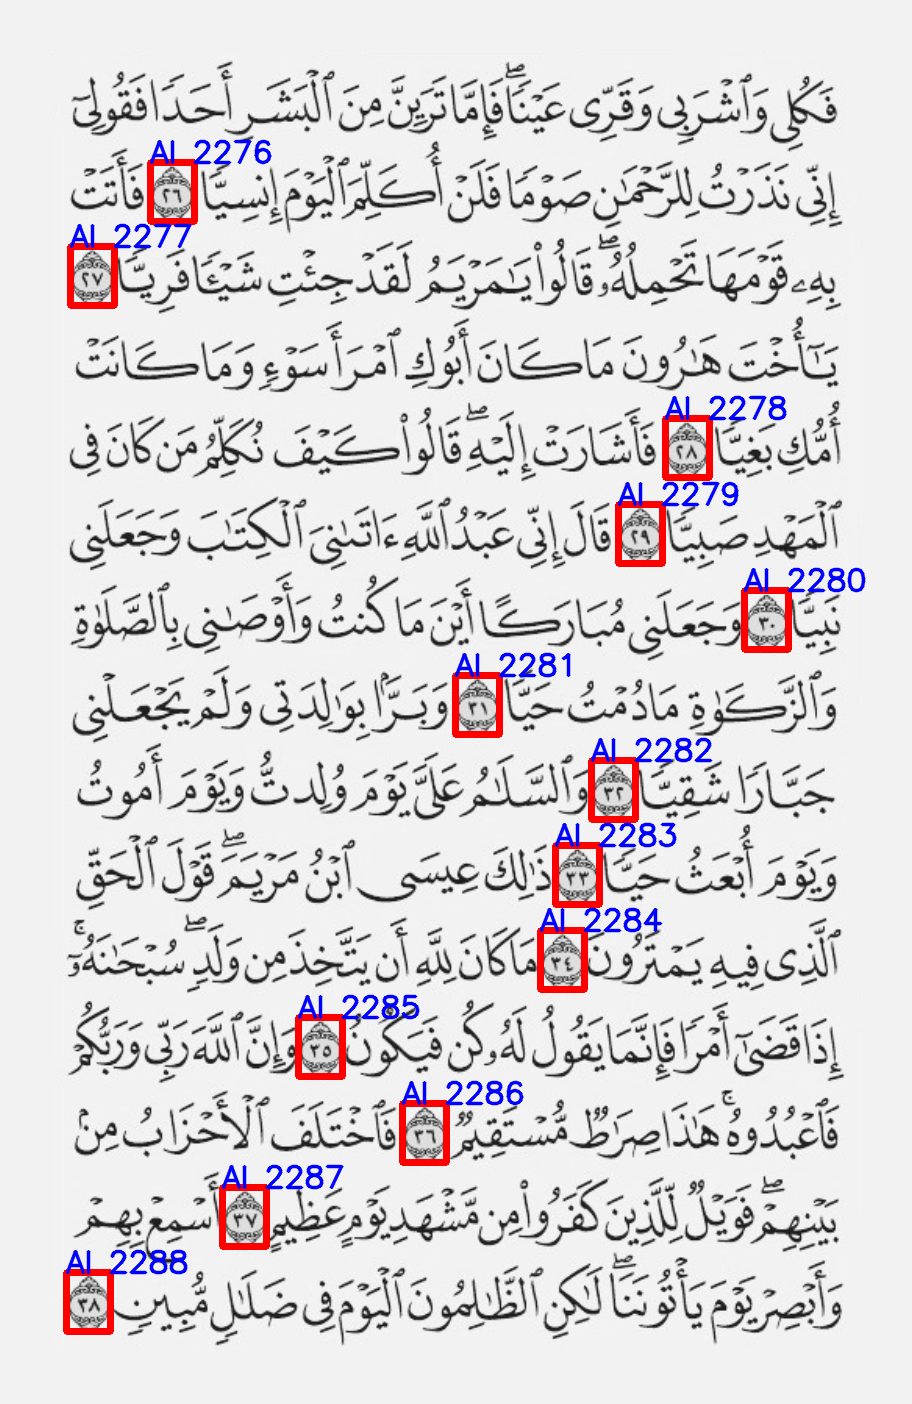 فَكُلِى وَٱشْرَبِى وَقَرِّى عَيْنًۭا ۖ فَإِمَّا تَرَيِنَّ مِنَ ٱلْبَشَرِ أَحَدًۭا فَقُولِىٓ
AI_2276
إِنِّى نَذَرْتُ لِلرَّحْمَـٰنِ صَوْمًۭا فَلَنْ أُكَلِّمَ ٱلْيَوْمَ إِنسِيًّۭا ٢٦ فَأَتَتْ
AI_2277
بِهِۦ قَوْمَهَا تَحْمِلُهُۥ ۖ قَالُوا۟ يَـٰمَرْيَمُ لَقَدْ جِئْتِ شَيْـًۭٔا فَرِيًّۭا ٢٧
يَـٰٓأُخْتَ هَـٰرُونَ مَا كَانَ أَبُوكِ ٱمْرَأَ سَوْءٍۢ وَمَا كَانَتْ
AI_2278
أُمُّكِ بَغِيًّۭا ٢٨ فَأَشَارَتْ إِلَيْهِ ۖ قَالُوا۟ كَيْفَ نُكَلِّمُ مَن كَانَ فِى
AI_2279
ٱلْمَهْدِ صَبِيًّۭا ٢٩ قَالَ إِنِّى عَبْدُ ٱللَّهِ ءَاتَىٰنِىَ ٱلْكِتَـٰبَ وَجَعَلَنِى
AI_2280
نَبِيًّۭا ٣٠ وَجَعَلَنِى مُبَارَكًا أَيْنَ مَا كُنتُ وَأَوْصَـٰنِى بِٱلصَّلَوٰةِ
AI_2281
وَٱلزَّكَوٰةِ مَا دُمْتُ حَيًّۭا ٣١ وَبَرًّۢا بِوَٰلِدَتِى وَلَمْ يَجْعَلْنِى
AI_2282
جَبَّارًۭا شَقِيًّۭا ٣٢ وَٱلسَّلَـٰمُ عَلَىَّ يَوْمَ وُلِدتُّ وَيَوْمَ أَمُوتُ
AI_2283
وَيَوْمَ أُبْعَثُ حَيًّۭا ٣٣ ذَٰلِكَ عِيسَى ٱبْنُ مَرْيَمَ ۖ قَوْلَ ٱلْحَقِّ
AI_2284
ٱلَّذِى فِيهِ يَمْتَرُونَ ٣٤ مَا كَانَ لِلَّهِ أَن يَتَّخِذَ مِن وَلَدٍۢ ۖ سُبْحَـٰنَهُۥٓ ۚ
AI_2285
إِذَا قَضَىٰٓ أَمْرًۭا فَإِنَّمَا يَقُولُ لَهُۥ كُن فَيَكُونُ ٣٥ وَإِنَّ ٱللَّهَ رَبِّى وَرَبُّكُمْ
AI_2286
فَٱعْبُدُوهُ ۚ هَـٰذَا صِرَٰطٌۭ مُّسْتَقِيمٌۭ ٣٦ فَٱخْتَلَفَ ٱلْأَحْزَابُ مِنۢ
AI_2287
بَيْنِهِمْ ۖ فَوَيْلٌۭ لِّلَّذِينَ كَفَرُوا۟ مِن مَّشْهَدِ يَوْمٍ عَظِيمٍ ٣٧ أَسْمِعْ بِهِمْ
AI_2288
وَأَبْصِرْ يَوْمَ يَأْتُونَنَا ۖ لَـٰكِنِ ٱلظَّـٰلِمُونَ ٱلْيَوْمَ فِى ضَلَـٰلٍۢ مُّبِينٍۢ ٣٨